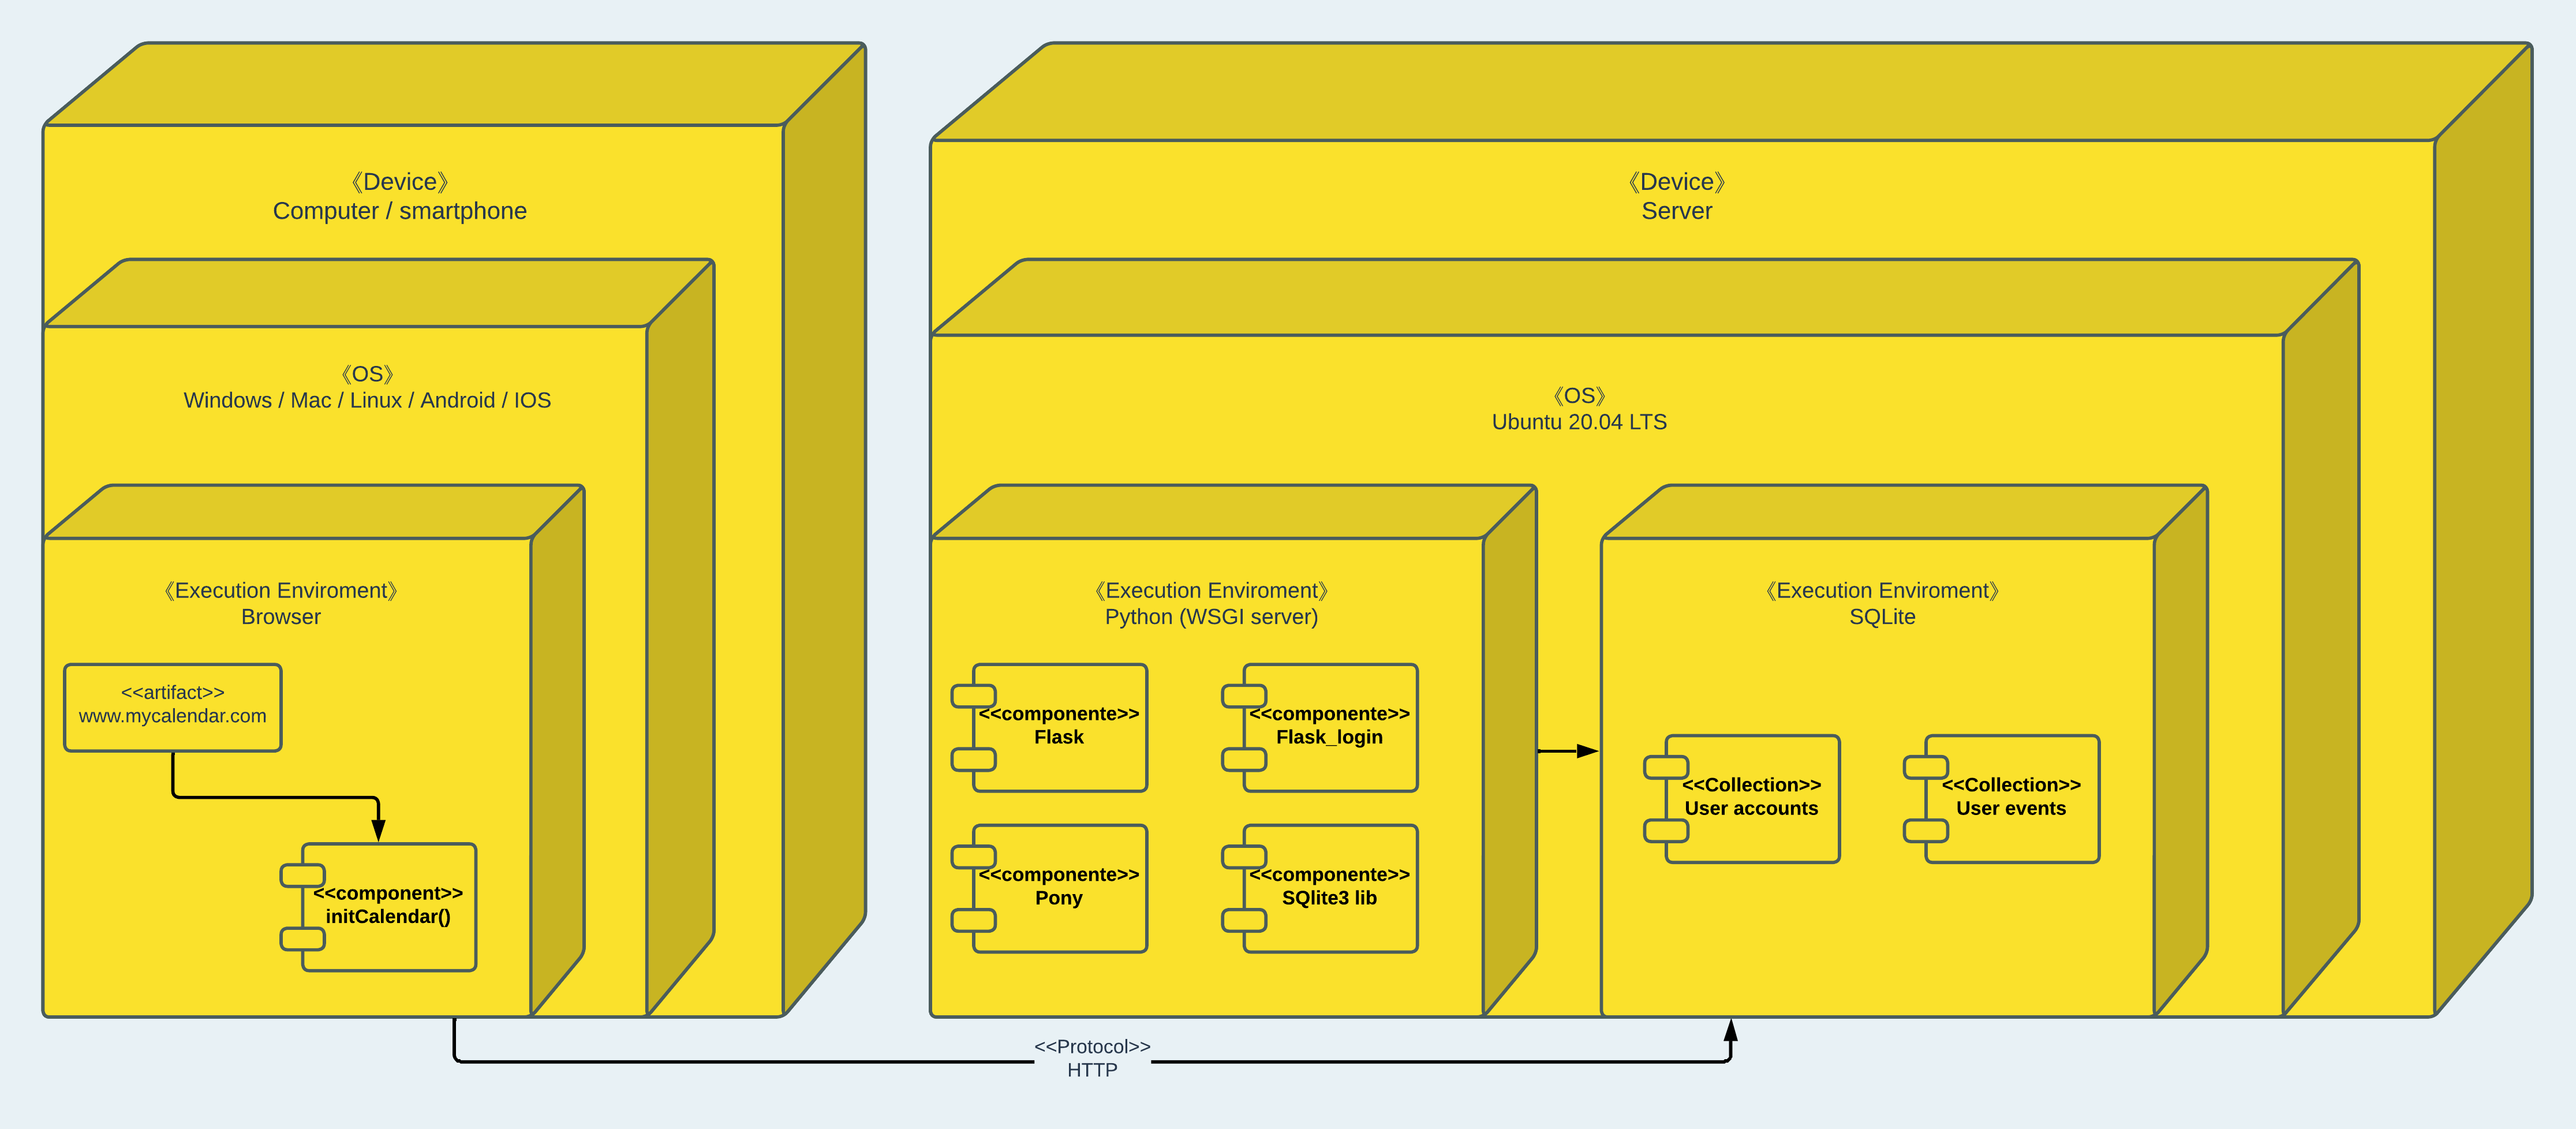 《Device》
Computer / smartphone
《OS》
Windows / Mac / Linux / Android / IOS
《Execution Enviroment》
Browser
<<artifact>>
www.mycalendar.com
<<component>>
initCalendar()
《Device》
Server
《OS》
Ubuntu 20.04 LTS
《Execution Enviroment》
Python (WSGI server)
<<componente>>
Flask
<<componente>>
Flask_login
<<componente>>
Pony
<<componente>>
SQlite3 lib
《Execution Enviroment》
SQLite
<<Collection>>
User accounts
<<Collection>>
User events
<<Protocol>>
HTTP